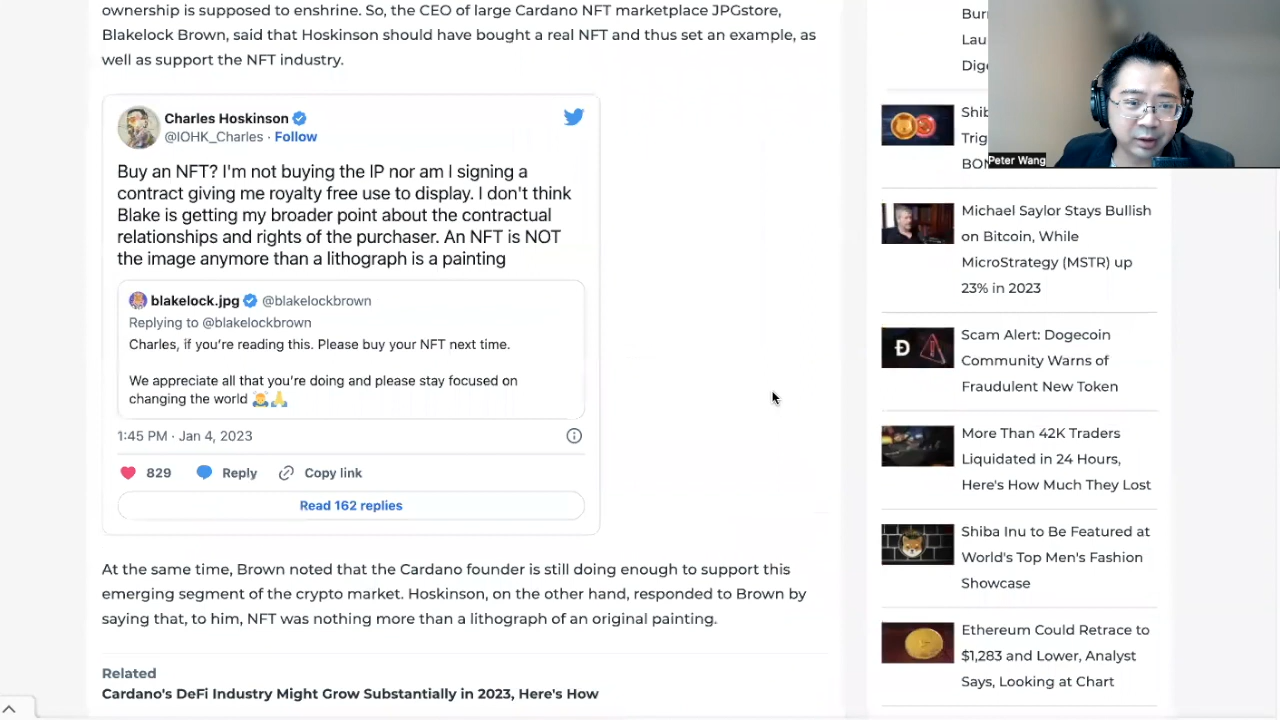 ownership is supposed to enshrine. So, the CEO of large Cardano NFT marketplace JPGstore,
Blakelock Brown, said that Hoskinson should have bought a real NFT and thus set an example, as
well as support the NFT industry.
Charles Hoskinson
@IOHK_Charles · Follow
Buy an NFT? I'm not buying the IP nor am I signing a
contract giving me royalty free use to display. I don't think
Blake is getting my broader point about the contractual
relationships and rights of the purchaser. An NFT is NOT
the image anymore than a lithograph is a painting
blakelock.jpg @blakelockbrown
Replying to @blakelockbrown
Charles, if you're reading this. Please buy your NFT next time.
We appreciate all that you're doing and please stay focused on
changing the world
1:45 PM · Jan 4, 2023
829 Reply Copy link
Read 162 replies
At the same time, Brown noted that the Cardano founder is still doing enough to support this
emerging segment of the crypto market. Hoskinson, on the other hand, responded to Brown by
saying that, to him, NFT was nothing more than a lithograph of an original painting.
Related
Cardano's DeFi Industry Might Grow Substantially in 2023, Here's How
Peter Wang
Michael Saylor Stays Bullish
on Bitcoin, While
MicroStrategy (MSTR) up
23% in 2023
Scam Alert: Dogecoin
Community Warns of
Fraudulent New Token
More Than 42K Traders
Liquidated in 24 Hours,
Here's How Much They Lost
Shiba Inu to Be Featured at
World's Top Men's Fashion
Showcase
Ethereum Could Retrace to
$1,283 and Lower, Analyst
Says, Looking at Chart